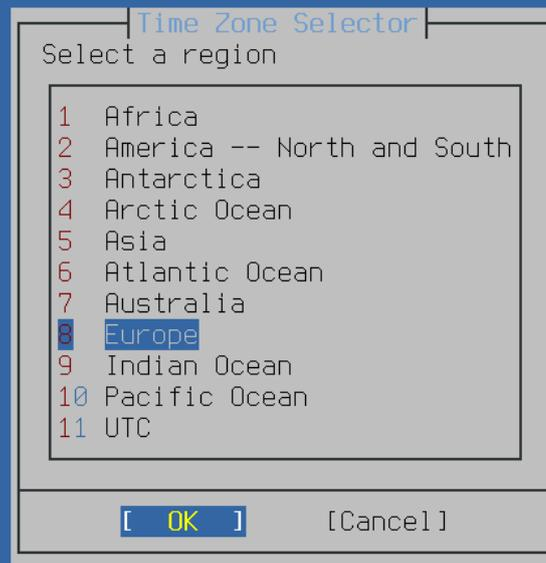 Time Zone Selector
Select a region
1 Africa
2 America -- North and South
3 Antarctica
4 Arctic Ocean
5 Asia
6 Atlantic Ocean
7 Australia
8 Europe
9 Indian Ocean
10 Pacific Ocean
11 UTC
[ OK ] [Cancel]